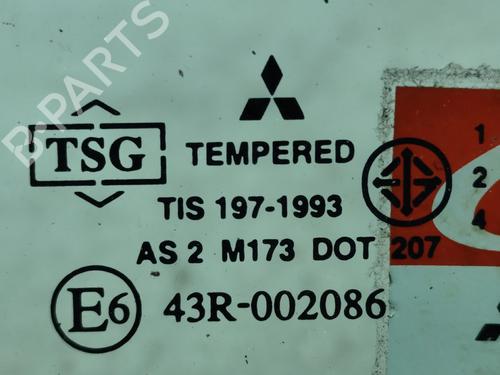 B-PARTS
TSG
TEMPERED
TIS 197-1993
AS 2 M173 DOT 207
E6 43R-002086
1
2
4